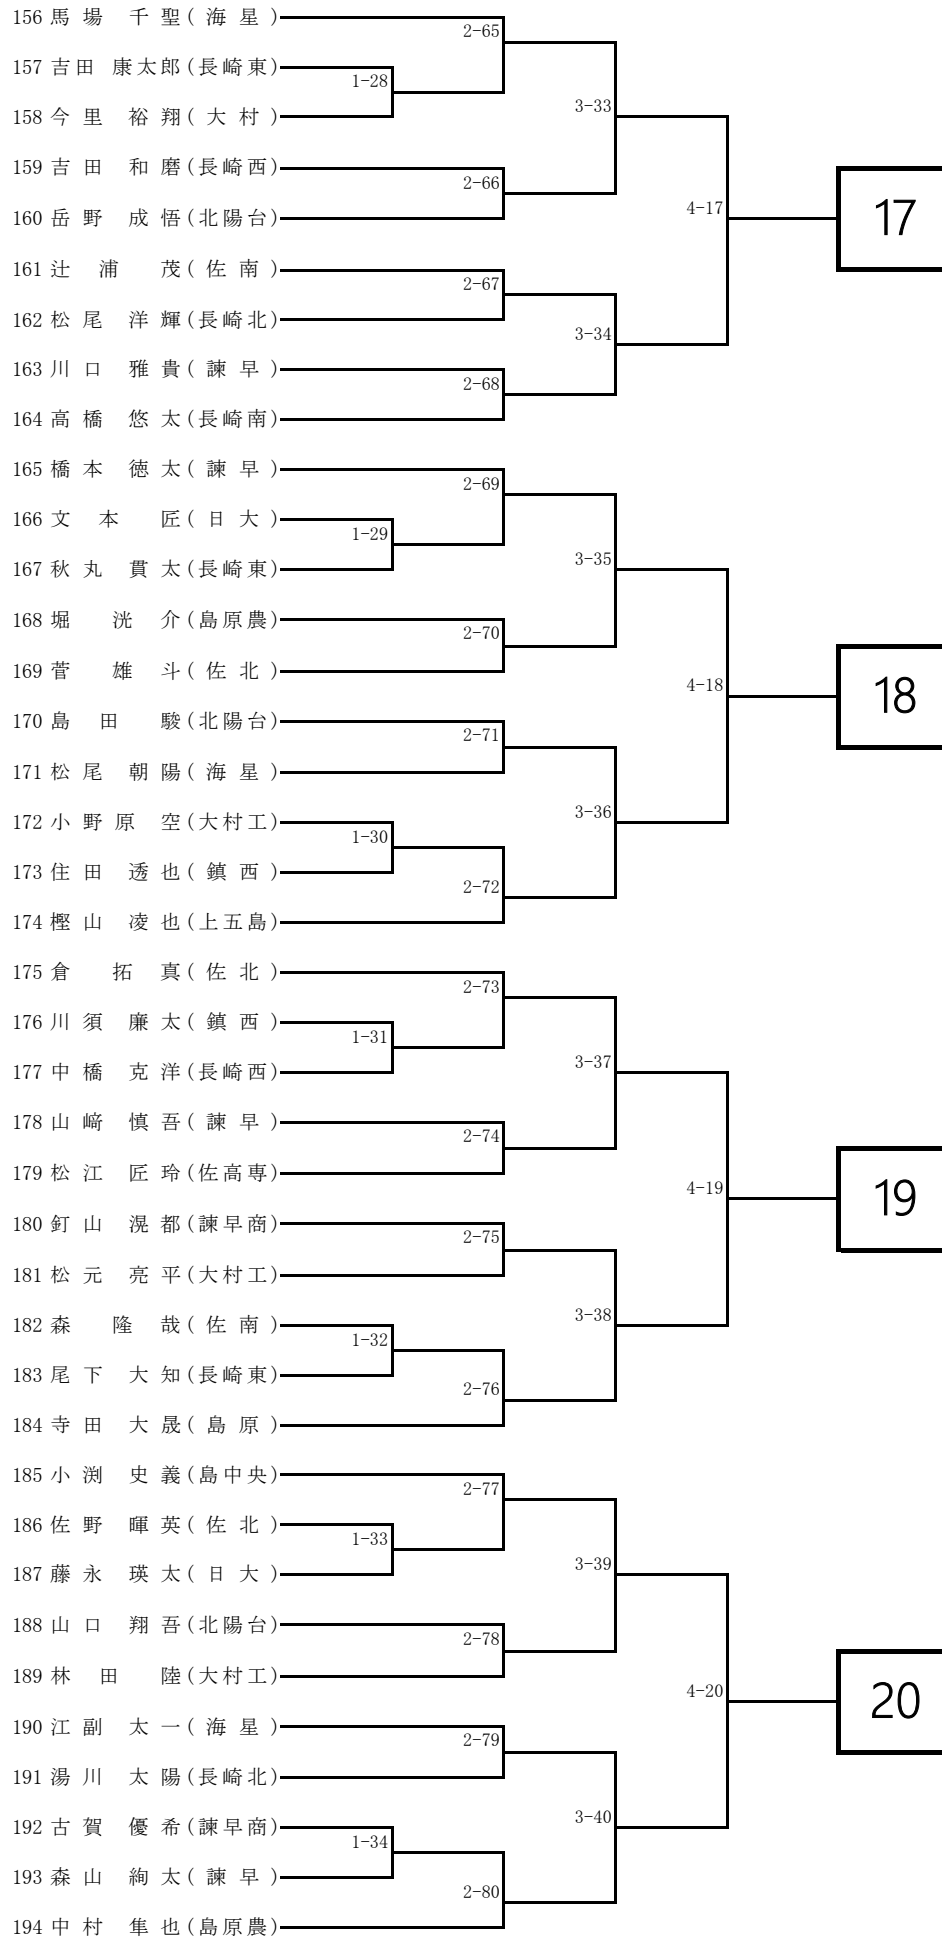 156 馬場 千聖(海星)
2-65
157 吉田 康太郎(長崎東)
1-28
158 今里 裕翔(大村)
3-33
159 吉田 和磨(長崎西)
2-66
160 岳野 成悟(北陽台)
4-17
17
161 辻浦 茂(佐南)
2-67
162 松尾 洋輝(長崎北)
3-34
163 川口 雅貴(諫早)
2-68
164 高橋 悠太(長崎南)
165 橋本 徳太(諫早)
2-69
166 文本 匠(日大)
1-29
167 秋丸 貫太(長崎東)
3-35
168 堀 洸介(島原農)
2-70
169 菅 雄斗(佐北)
4-18
18
170 島田 駿(北陽台)
2-71
171 松尾 朝陽(海星)
3-36
172 小野原 空(大村工)
1-30
173 住田 透也(鎮西)
2-72
174 樫山 凌也(上五島)
175 倉 拓真(佐北)
2-73
176 川須 廉太(鎮西)
1-31
177 中橋 克洋(長崎西)
3-37
178 山﨑 慎吾(諫早)
2-74
179 松江 匠玲(佐高専)
4-19
19
180 釘山 滉都(諫早商)
2-75
181 松元 亮平(大村工)
3-38
182 森 隆哉(佐南)
1-32
183 尾下 大知(長崎東)
2-76
184 寺田 大晟(島原)
185 小渕 史義(島中央)
2-77
186 佐野 暉英(佐北)
1-33
187 藤永 瑛太(日大)
3-39
188 山口 翔吾(北陽台)
2-78
189 林田 陸(大村工)
4-20
20
190 江副 太一(海星)
2-79
191 湯川 太陽(長崎北)
3-40
192 古賀 優希(諫早商)
1-34
193 森山 絢太(諫早)
2-80
194 中村 隼也(島原農)